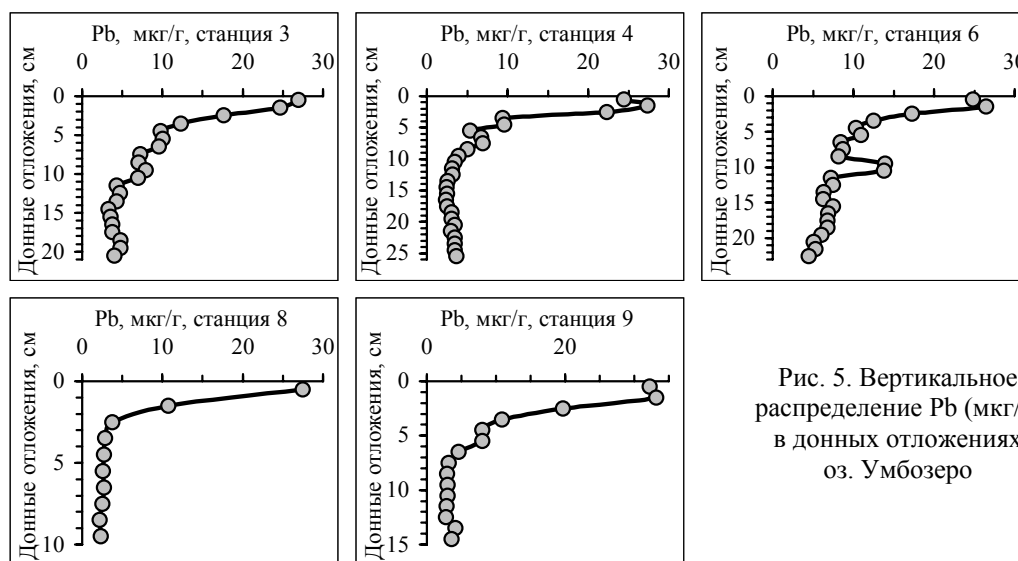 Pb, мкг/г, станция 3
0 10 20 30
Донные отложения, см
0
5
10
15
20
Pb, мкг/г, станция 4
0 10 20 30
Донные отложения, см
0
5
10
15
20
25
Pb, мкг/г, станция 6
0 10 20 30
Донные отложения, см
0
5
10
15
20
Pb, мкг/г, станция 8
0 10 20 30
Донные отложения, см
0
5
10
Pb, мкг/г, станция 9
0 20
Донные отложения, см
0
5
10
15
Рис. 5. Вертикальное
распределение Pb (мкг/
в донных отложениях
оз. Умбозеро